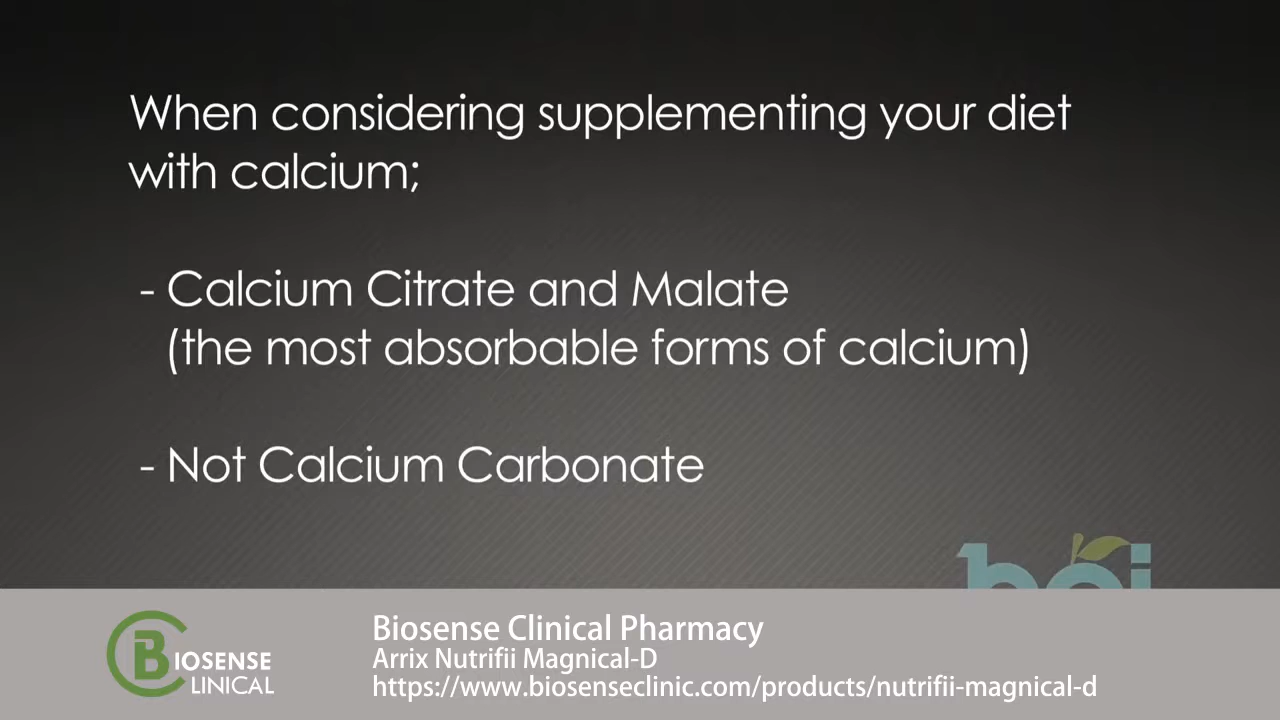 When considering supplementing your diet
with calcium;
- Calcium Citrate and Malate
(the most absorbable forms of calcium)
- Not Calcium Carbonate
BIOSENSE
CLINICAL
Biosense Clinical Pharmacy
Arrix Nutrifii Magnical-D
https://www.biosenseclinic.com/products/nutrifii-magnical-d